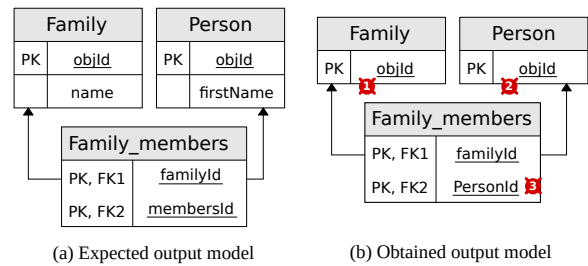 Family
PK objId
name
Person
PK objId
firstName
Family_members
PK, FK1 familyId
PK, FK2 membersId
(a) Expected output model
Family
PK objId
1
Person
PK objId
2
Family_members
PK, FK1 familyId
PK, FK2 PersonId 3
(b) Obtained output model